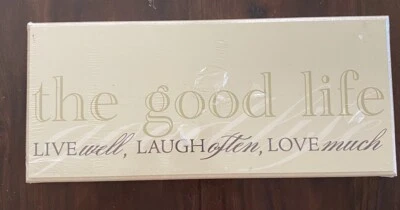 the good life
LIVE well, LAUGH often, LOVE much